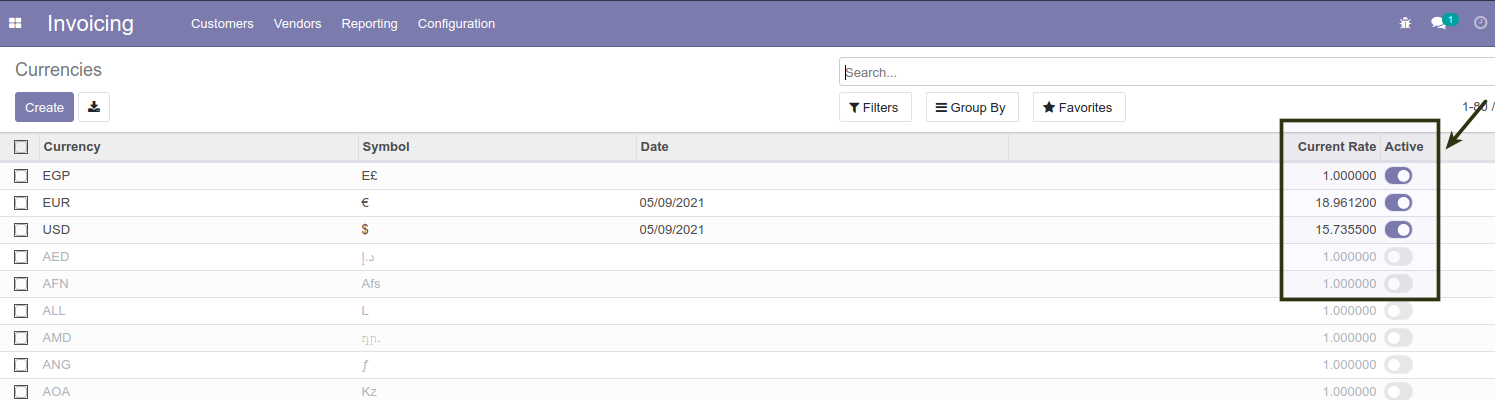 Invoicing Customers Vendors Reporting Configuration 1
Currencies
Search...
Create Filters Group By Favorites 1-80 /
Currency Symbol Date Current Rate Active
EGP E£ 1.000000
EUR € 05/09/2021 18.961200
USD $ 05/09/2021 15.735500
AED د.إ 1.000000
AFN Afs 1.000000
ALL L 1.000000
AMD դր. 1.000000
ANG ƒ 1.000000
AOA Kz 1.000000